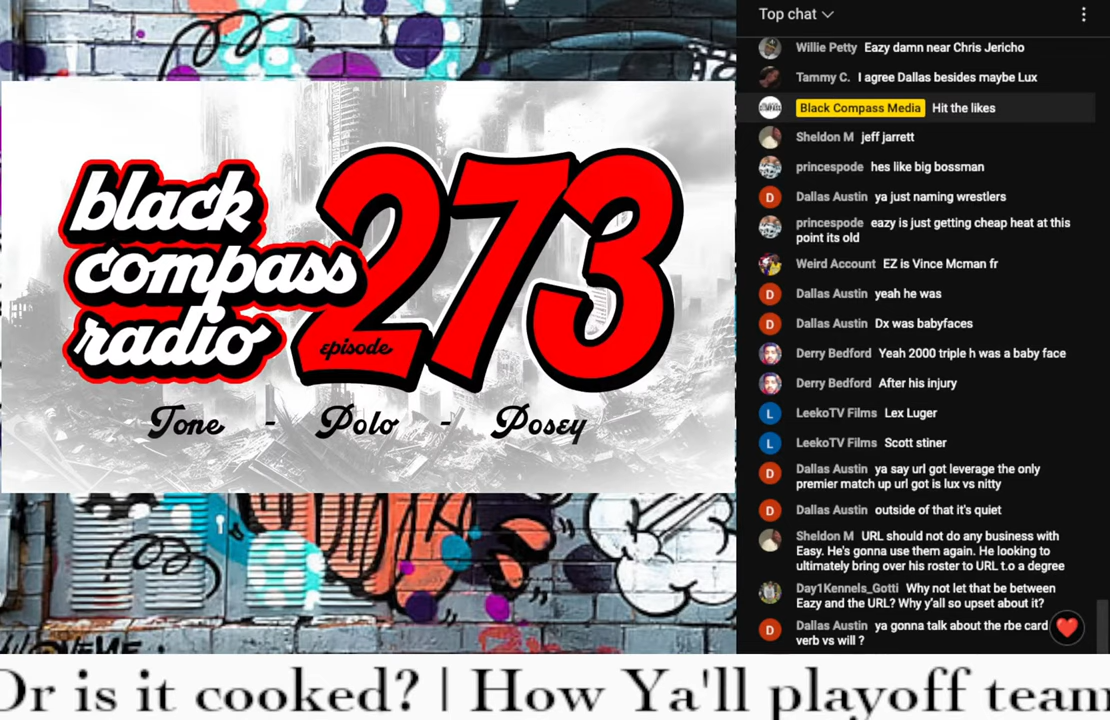 black
compass
radio
273
episode
Tone - Polo - Posey
Top chat
Willie Petty Eazy damn near Chris Jericho
Tammy C. I agree Dallas besides maybe Lux
Black Compass Media Hit the likes
Sheldon M jeff jarrett
princespode hes like big bossman
D Dallas Austin ya just naming wrestlers
princespode eazy is just getting cheap heat at this
point its old
Weird Account EZ is Vince Mcman fr
D Dallas Austin yeah he was
D Dallas Austin Dx was babyfaces
Derry Bedford Yeah 2000 triple h was a baby face
Derry Bedford After his injury
L LeekoTV Films Lex Luger
L LeekoTV Films Scott stiner
D Dallas Austin ya say url got leverage the only
premier match up url got is lux vs nitty
D Dallas Austin outside of that it's quiet
Sheldon M URL should not do any business with
Easy. He's gonna use them again. He looking to
ultimately bring over his roster to URL t.o a degree
Day1Kennels_Gotti Why not let that be between
Eazy and the URL? Why y'all so upset about it?
D Dallas Austin ya gonna talk about the rbe card
verb vs will ?
Or is it cooked? | How Ya'll playoff team